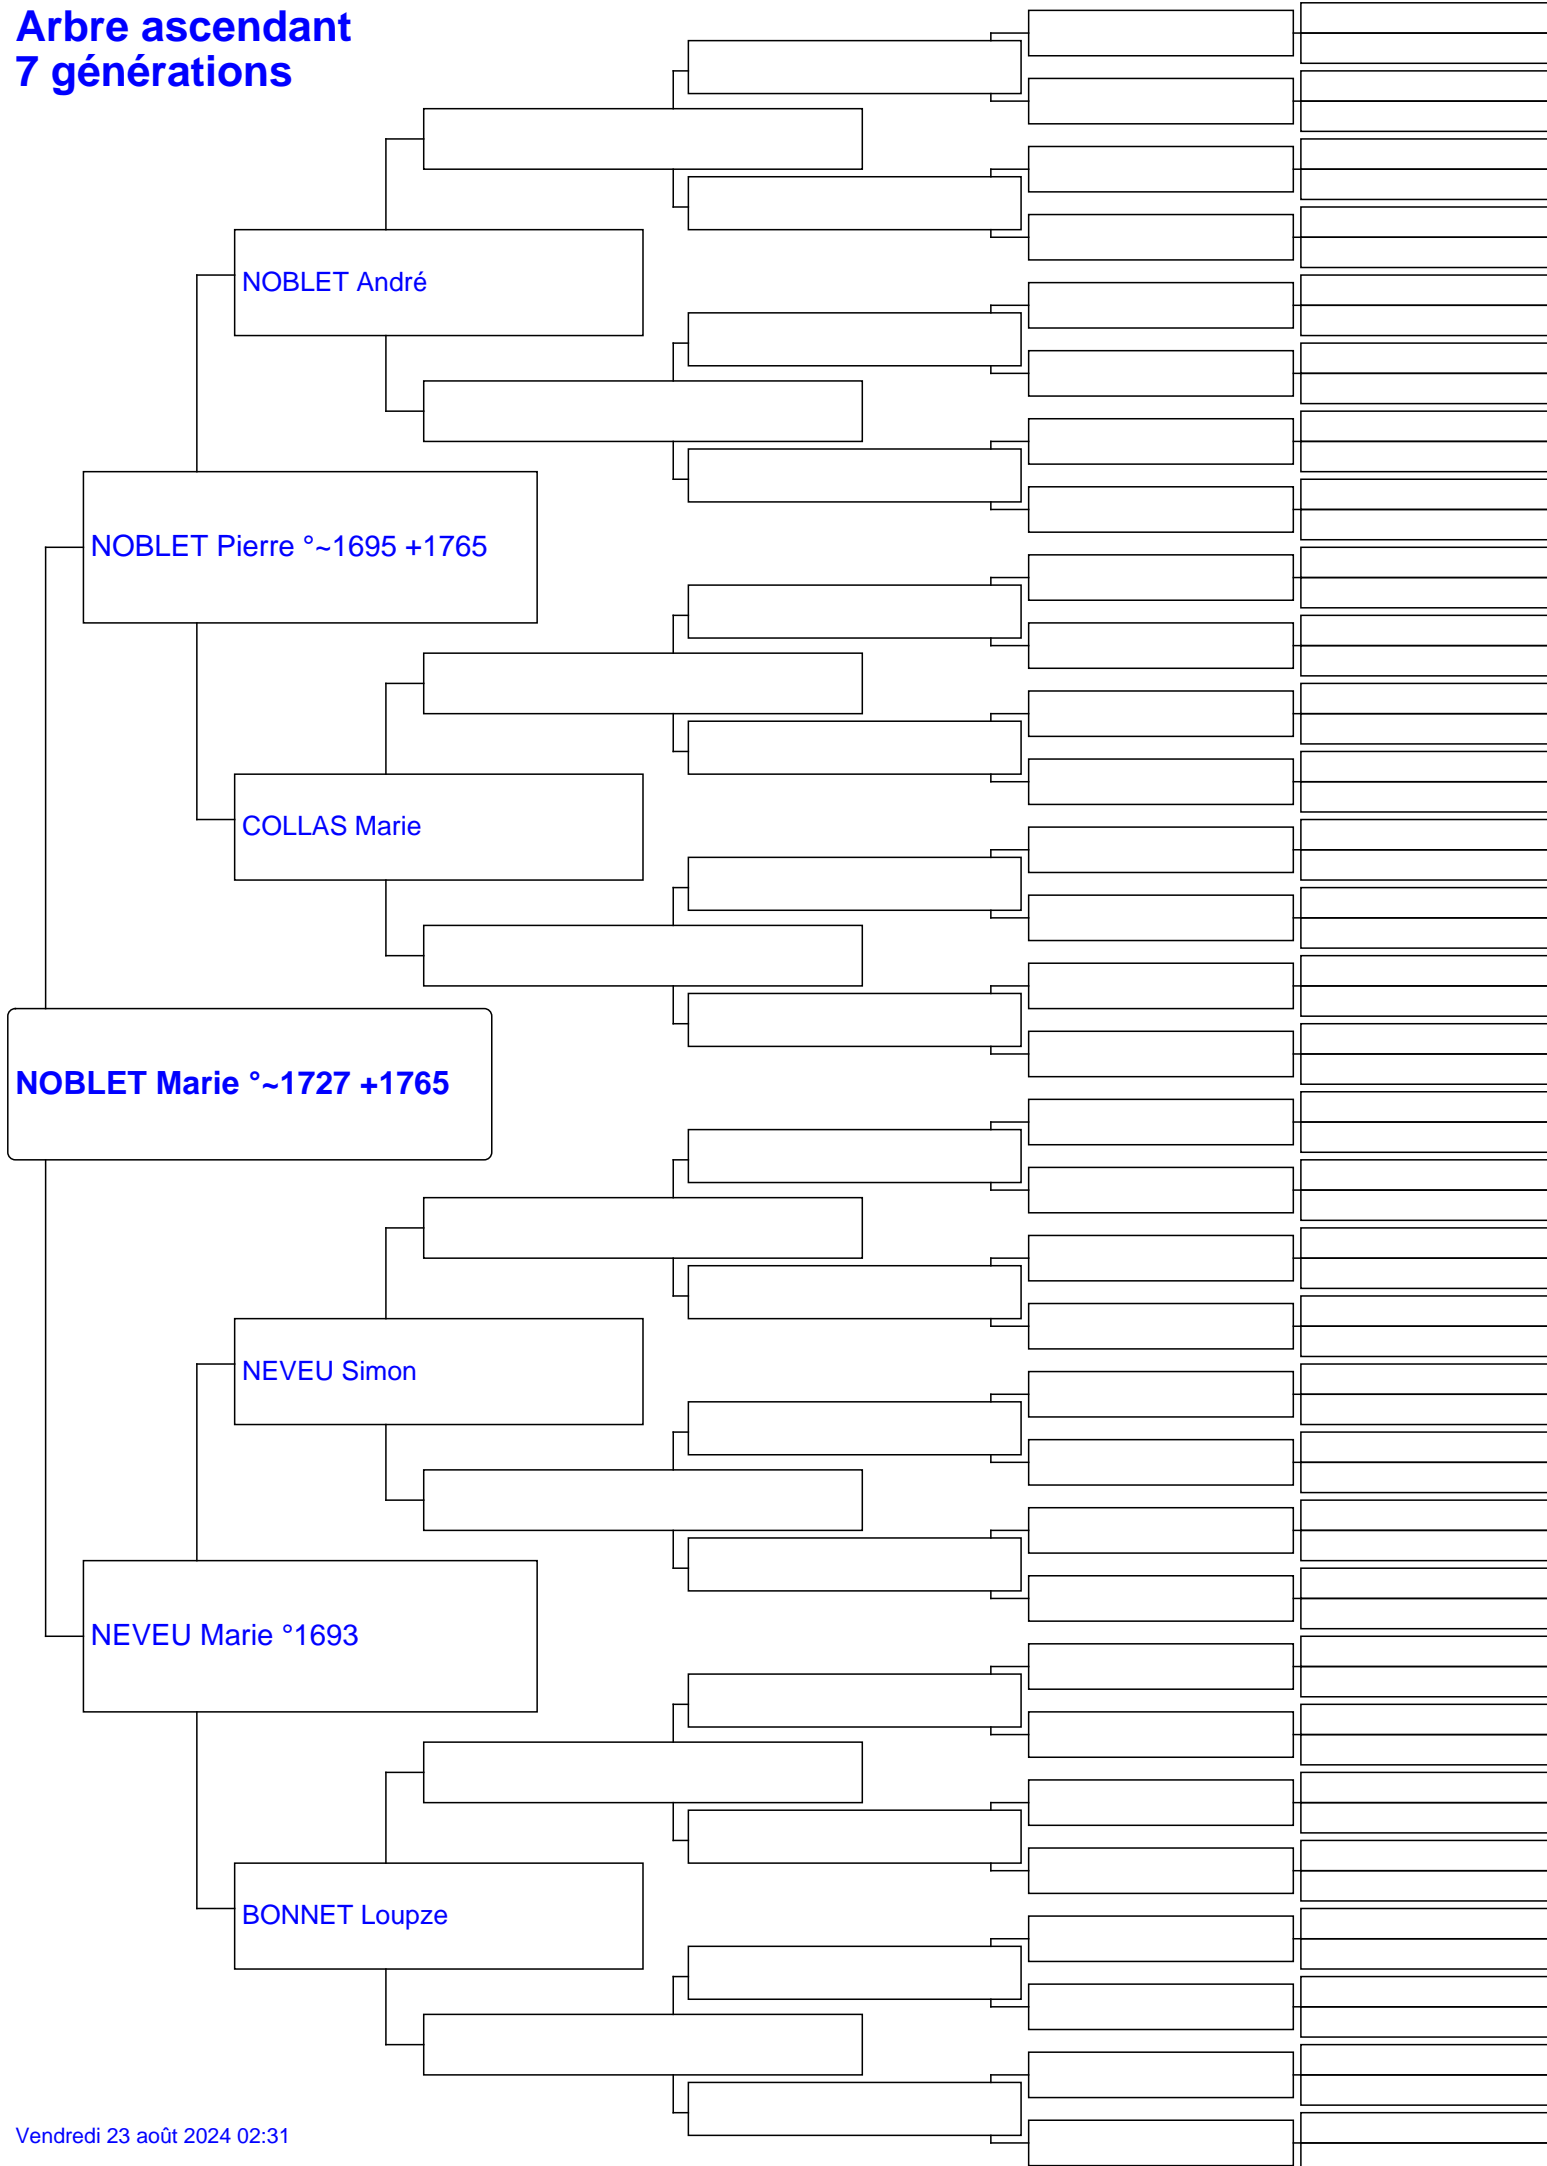 Arbre ascendant
7 générations
NOBLET André
NOBLET Pierre °~1695 +1765
COLLAS Marie
NOBLET Marie °~1727 +1765
NEVEU Simon
NEVEU Marie °1693
BONNET Loupze
Vendredi 23 août 2024 02:31